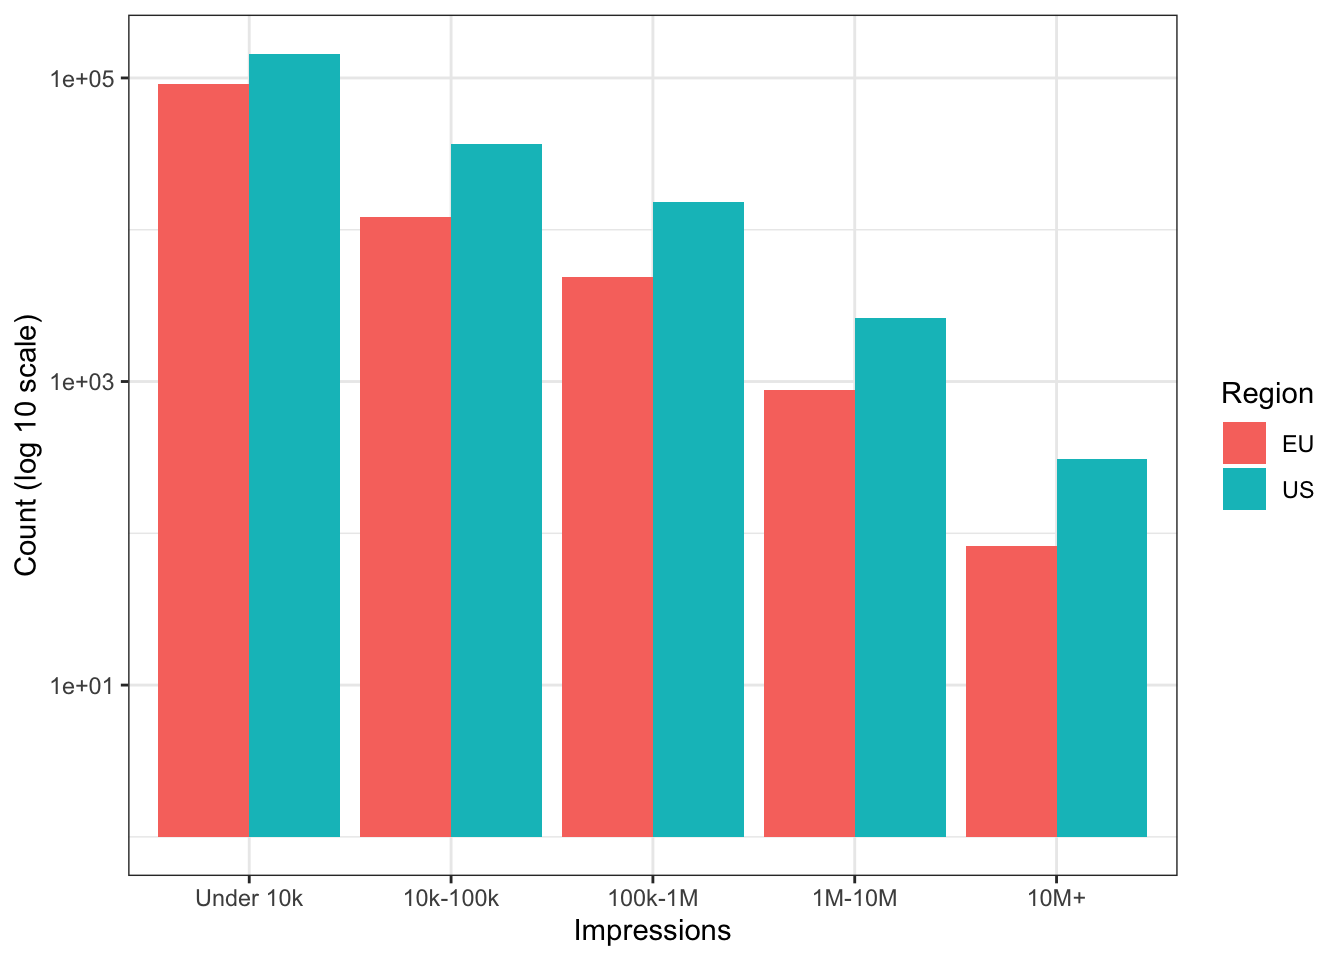 1e+05
1e+03
1e+01
Count (log 10 scale)
Under 10k
10k-100k
100k-1M
1M-10M
10M+
Impressions
Region
EU
US